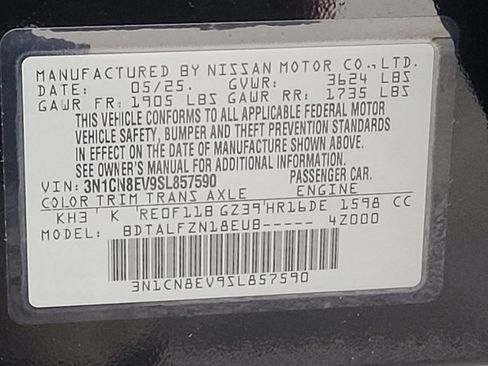 MANUFACTURED BY NISSAN MOTOR CO., LTD.
DATE: 05/25. GVWR: 3624 LBS
GAWR FR: 1905 LBS GAWR RR: 1735 LBS
THIS VEHICLE CONFORMS TO ALL APPLICABLE FEDERAL MOTOR
VEHICLE SAFETY, BUMPER AND THEFT PREVENTION STANDARDS
IN EFFECT ON THE DATE OF MANUFACTURE SHOWN ABOVE.
SEE OWNER'S MANUAL FOR ADDITIONAL INFORMATION.
VIN: 3N1CN8EV9SL857590 PASSENGER CAR.
COLOR TRIM TRANS AXLE ENGINE
KH3 K RE0F11B GZ39 HR16DE 1598 CC
MODEL: BDTALFZN18EUB----- 4Z000
3N1CN8EV9SL857590